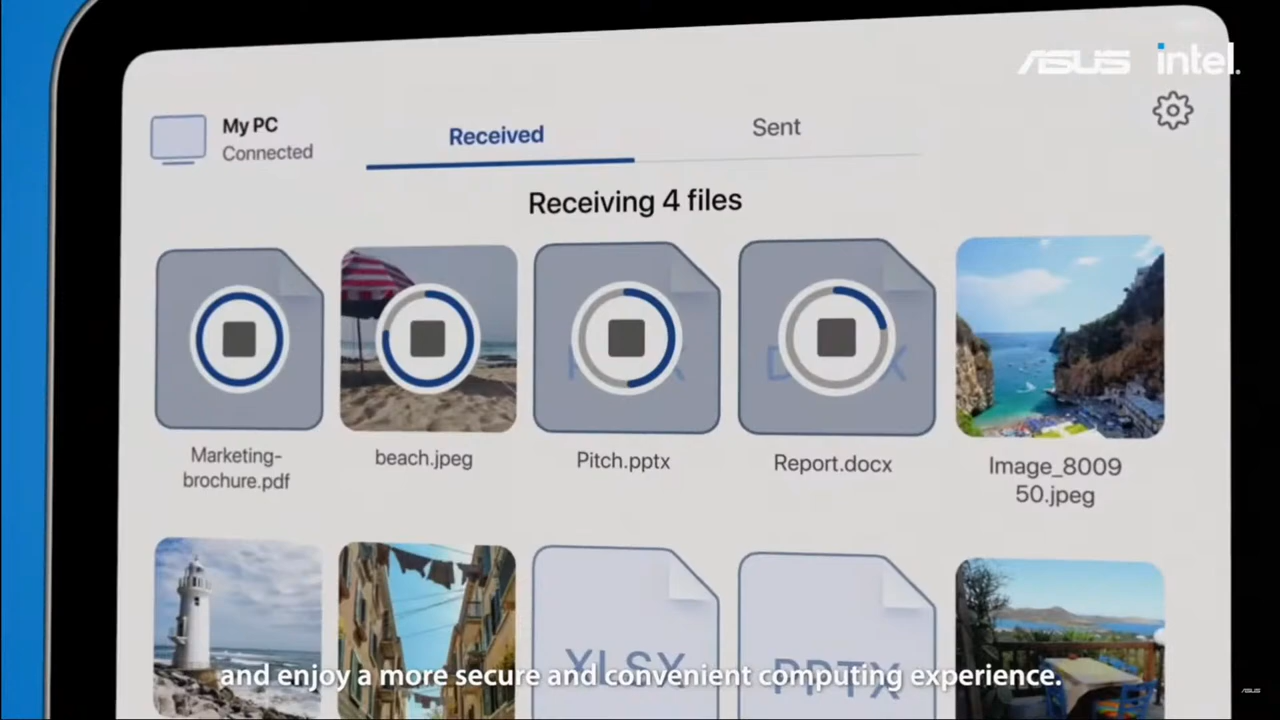 ASUS intel.
My PC
Connected
Received
Sent
Receiving 4 files
Marketing-
brochure.pdf
beach.jpeg
Pitch.pptx
Report.docx
Image_8009
50.jpeg
XLSX
PPTX
and enjoy a more secure and convenient computing experience.
ASUS